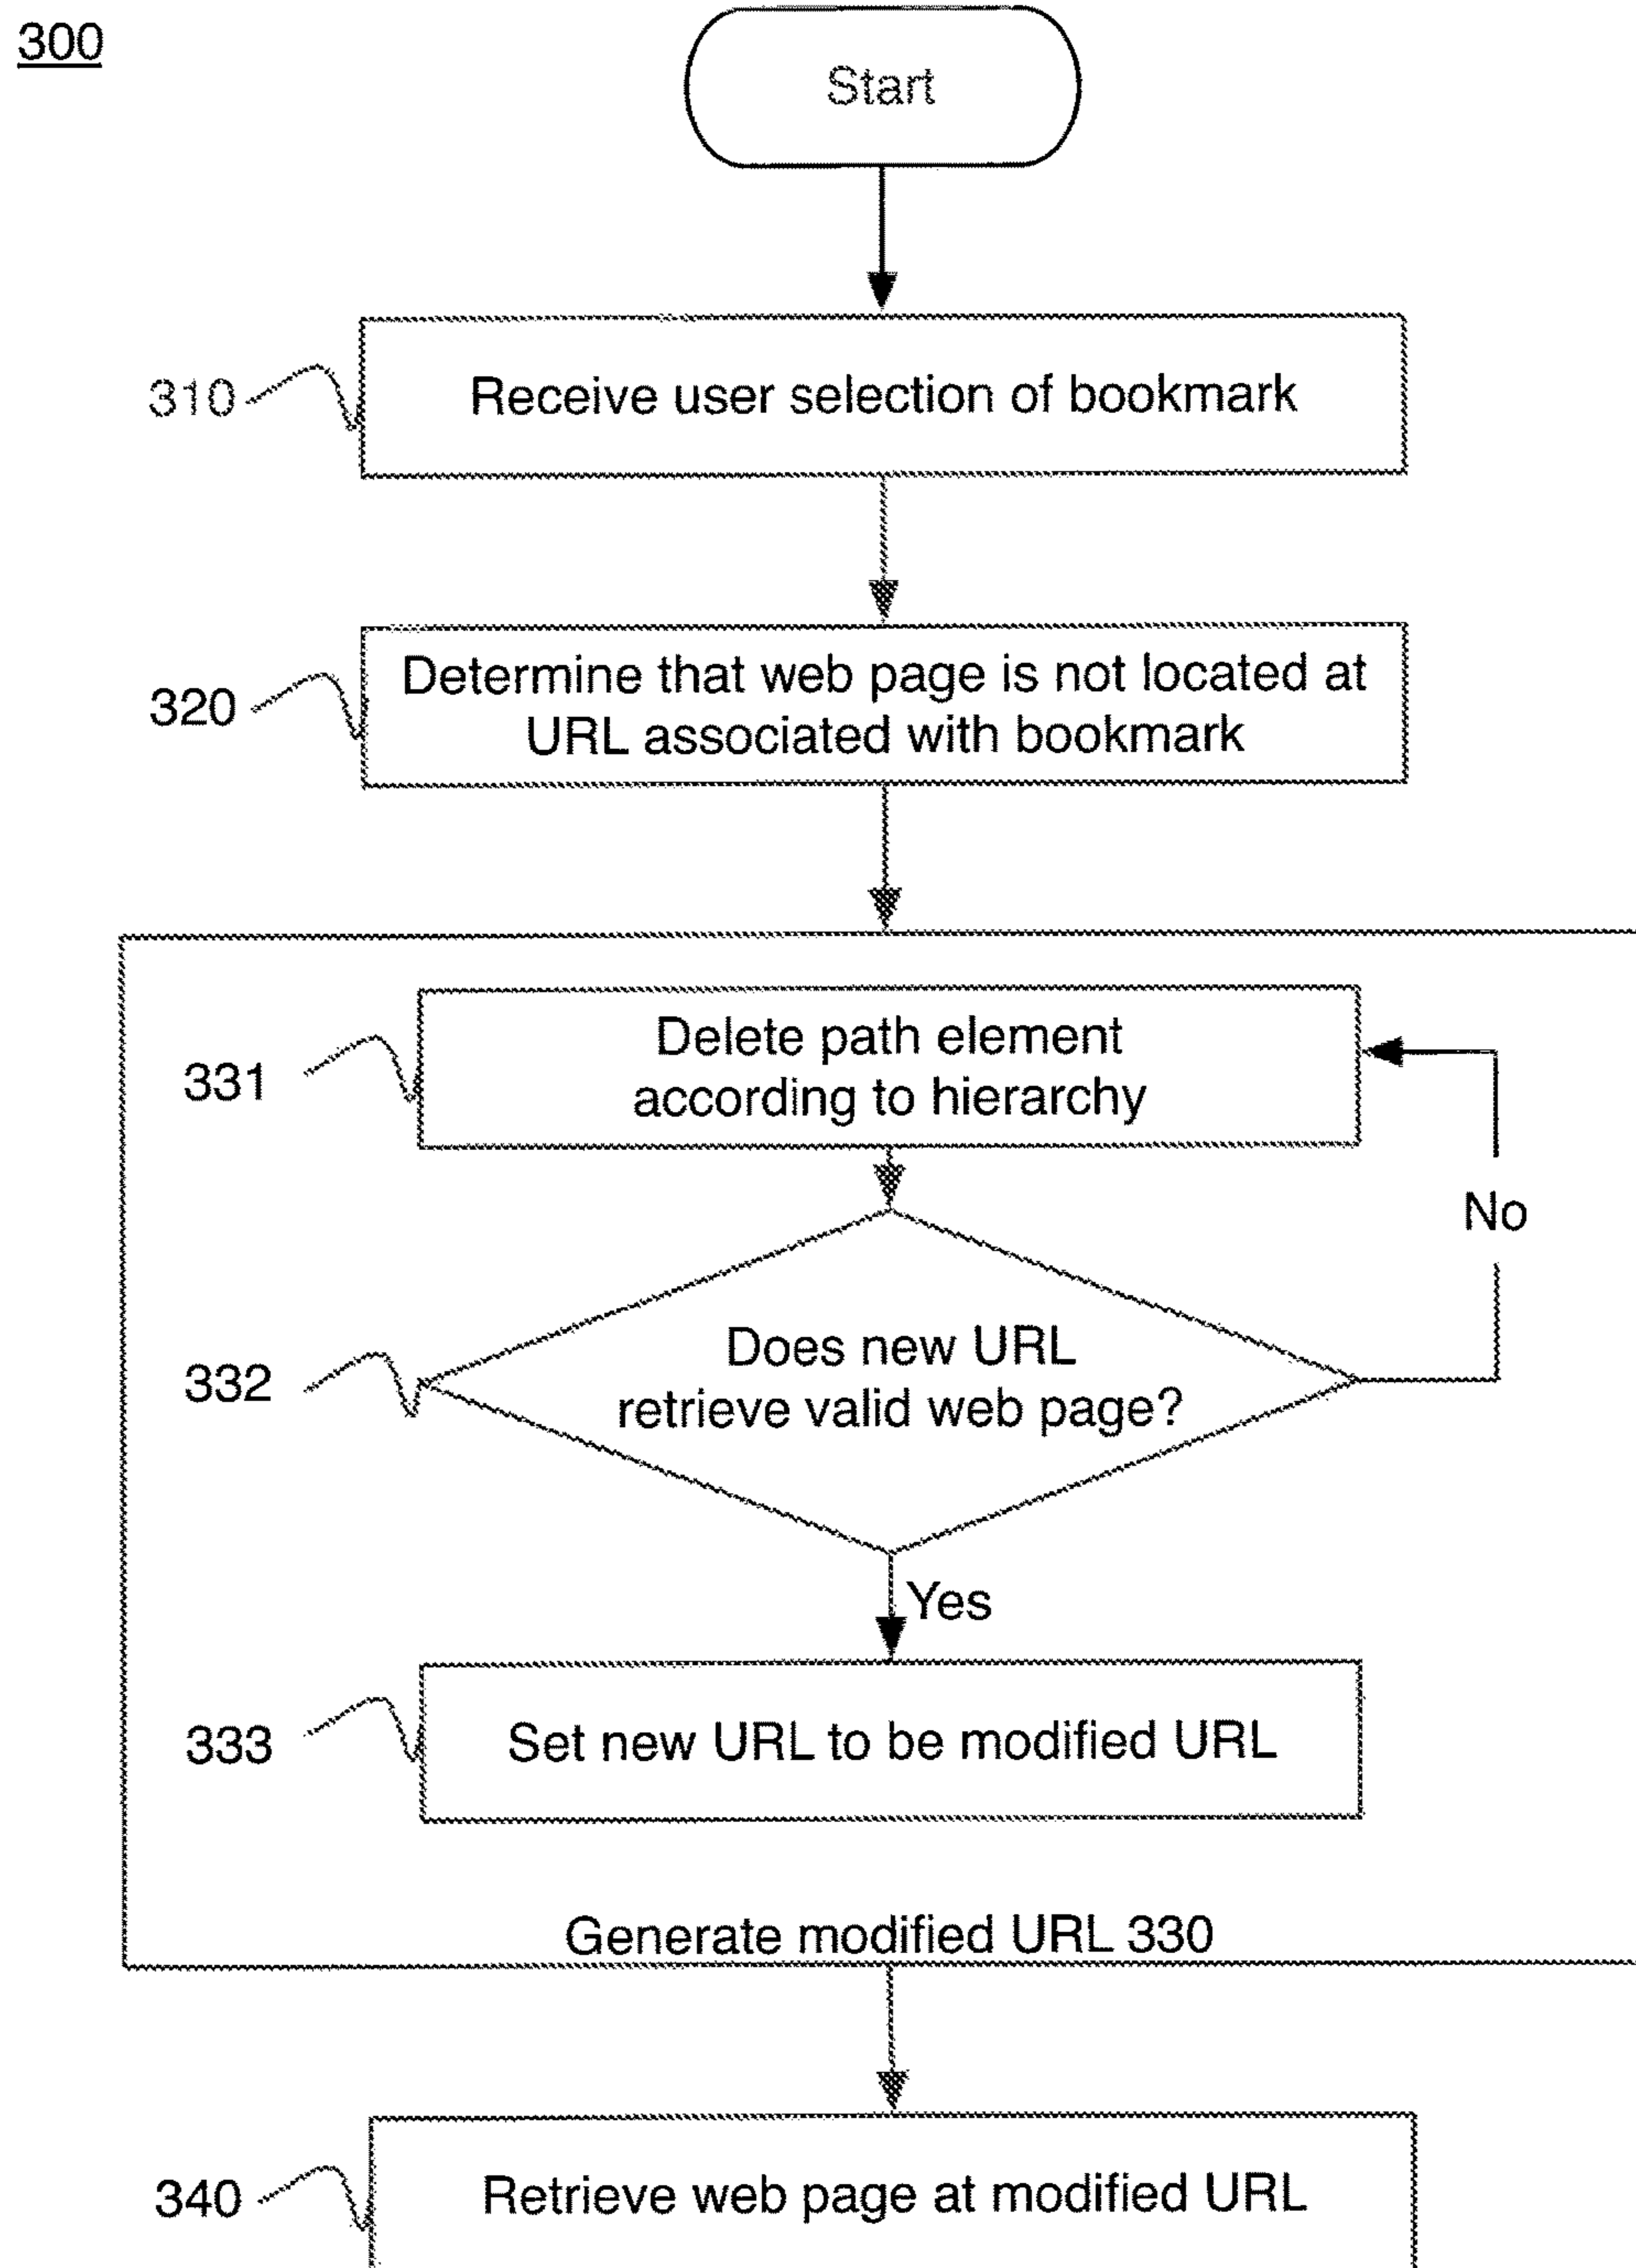 300
Start
310
Receive user selection of bookmark
320
Determine that web page is not located at
URL associated with bookmark
331
Delete path element
according to hierarchy
No
332
Does new URL
retrieve valid web page?
Yes
333
Set new URL to be modified URL
Generate modified URL 330
340
Retrieve web page at modified URL